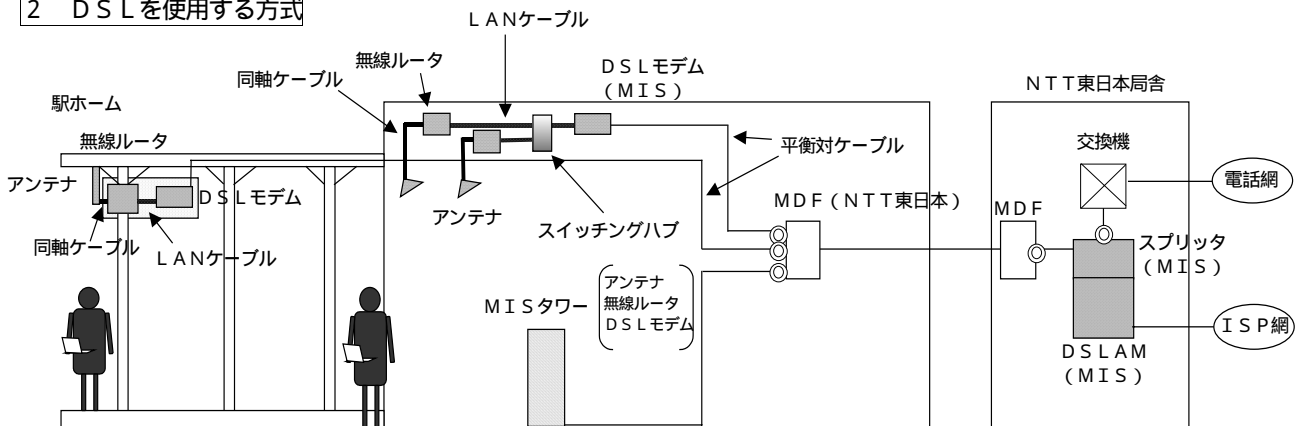 2 DSLを使用する方式
LANケーブル
無線ルータ
同軸ケーブル
DSLモデム
(MIS)
NTT東日本局舎
駅ホーム
無線ルータ
平衡対ケーブル
交換機
アンテナ
DSLモデム
アンテナ
電話網
MDF(NTT東日本)
MDF
同軸ケーブル
LANケーブル
スイッチングハブ
スプリッタ
(MIS)
MISタワー
アンテナ
無線ルータ
DSLモデム
ISP網
DSLAM
(MIS)